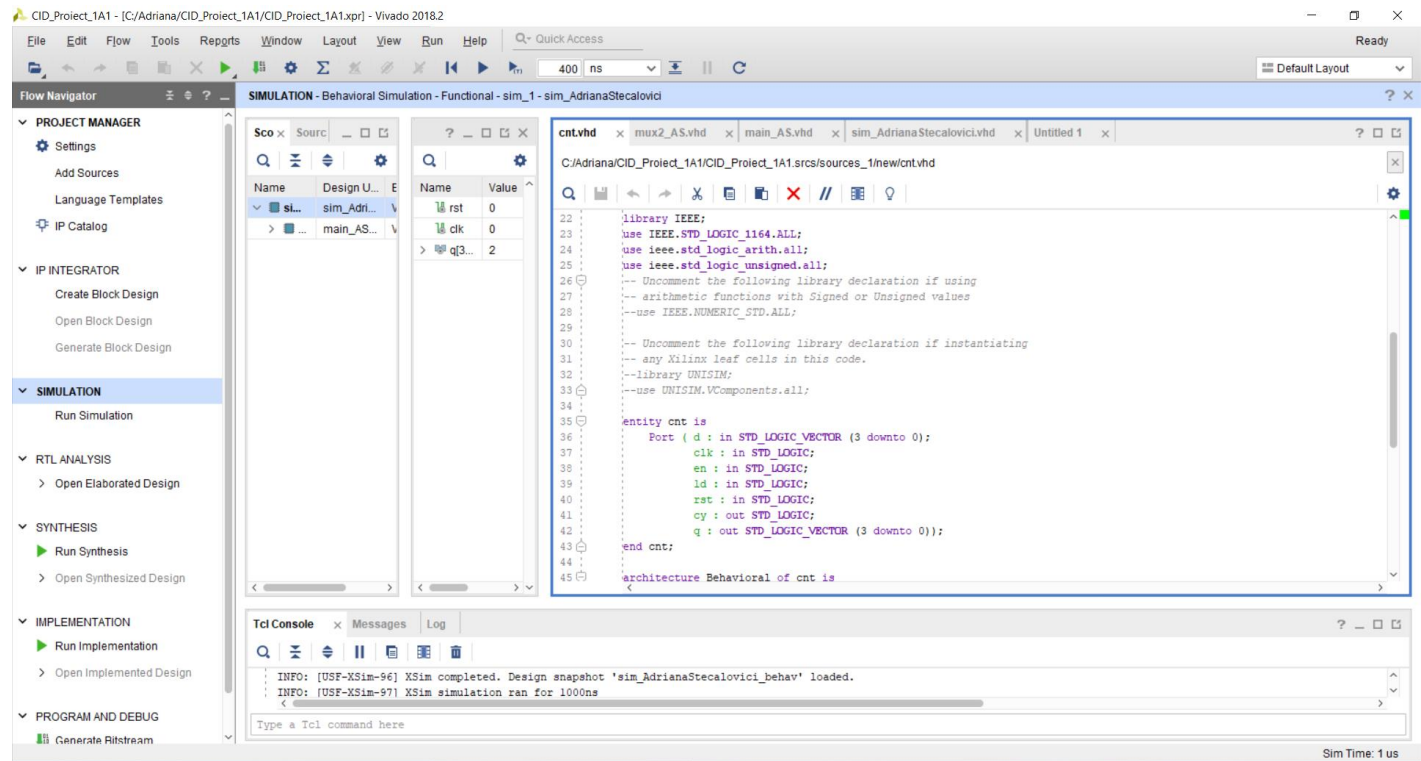 CID_Proiect_1A1 - [C:/Adriana/CID_Proiect_1A1/CID_Proiect_1A1.xpr] - Vivado 2018.2
File Edit Flow Tools Reports Window Layout View Run Help Quick Access Ready
400 ns Default Layout
Flow Navigator
PROJECT MANAGER
Settings
Add Sources
Language Templates
IP Catalog
IP INTEGRATOR
Create Block Design
Open Block Design
Generate Block Design
SIMULATION
Run Simulation
RTL ANALYSIS
Open Elaborated Design
SYNTHESIS
Run Synthesis
Open Synthesized Design
IMPLEMENTATION
Run Implementation
Open Implemented Design
PROGRAM AND DEBUG
Generate Bitstream
SIMULATION - Behavioral Simulation - Functional - sim_1 - sim_AdrianaStecalovici
Sco Sourc
Name Design U... E
si... sim_Adri... V
... main_AS... V
Name Value
rst 0
clk 0
q[3... 2
cnt.vhd mux2_AS.vhd main_AS.vhd sim_AdrianaStecalovici.vhd Untitled 1
C:/Adriana/CID_Proiect_1A1/CID_Proiect_1A1.srcs/sources_1/new/cnt.vhd
22 library IEEE;
23 use IEEE.STD_LOGIC_1164.ALL;
24 use ieee.std_logic_arith.all;
25 use ieee.std_logic_unsigned.all;
26 -- Uncomment the following library declaration if using
27 -- arithmetic functions with Signed or Unsigned values
28 --use IEEE.NUMERIC_STD.ALL;
29
30 -- Uncomment the following library declaration if instantiating
31 -- any Xilinx leaf cells in this code.
32 --library UNISIM;
33 --use UNISIM.VComponents.all;
34
35 entity cnt is
36 Port ( d : in STD_LOGIC_VECTOR (3 downto 0);
37 clk : in STD_LOGIC;
38 en : in STD_LOGIC;
39 ld : in STD_LOGIC;
40 rst : in STD_LOGIC;
41 cy : out STD_LOGIC;
42 q : out STD_LOGIC_VECTOR (3 downto 0));
43 end cnt;
44
45 architecture Behavioral of cnt is
Tcl Console Messages Log
INFO: [USF-XSim-96] XSim completed. Design snapshot 'sim_AdrianaStecalovici_behav' loaded.
INFO: [USF-XSim-97] XSim simulation ran for 1000ns
Type a Tcl command here
Sim Time: 1 us